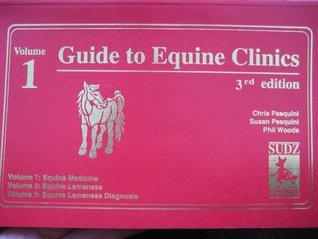 Volume
1
Guide to Equine Clinics
3rd edition
Chris Pasquini
Susan Pasquini
Phil Woods
SUDZ
Volume 1: Equine Medicine
Volume 2: Equine Lameness
Volume 3: Equine Lameness Diagnosis